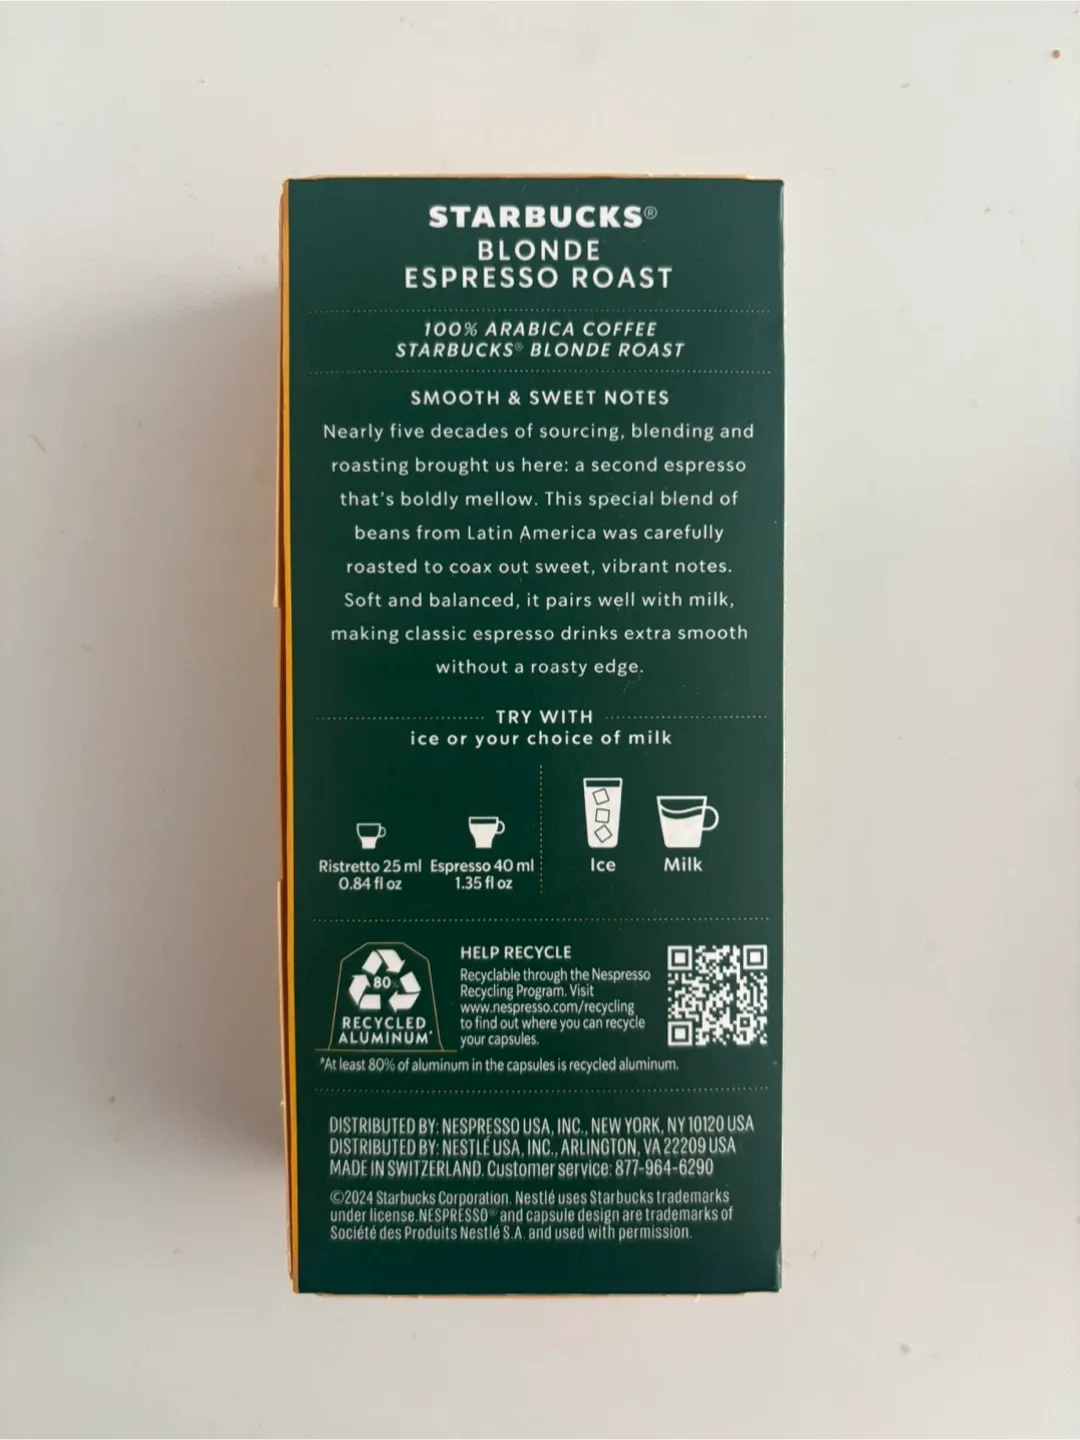 STARBUCKS®
BLONDE
ESPRESSO ROAST
100% ARABICA COFFEE
STARBUCKS® BLONDE ROAST
SMOOTH & SWEET NOTES
Nearly five decades of sourcing, blending and
roasting brought us here: a second espresso
that's boldly mellow. This special blend of
beans from Latin America was carefully
roasted to coax out sweet, vibrant notes.
Soft and balanced, it pairs well with milk,
making classic espresso drinks extra smooth
without a roasty edge.
TRY WITH
ice or your choice of milk
Ristretto 25 ml
0.84 fl oz
Espresso 40 ml
1.35 fl oz
Ice
Milk
80%
RECYCLED
ALUMINUM*
HELP RECYCLE
Recyclable through the Nespresso
Recycling Program. Visit
www.nespresso.com/recycling
to find out where you can recycle
your capsules.
*At least 80% of aluminum in the capsules is recycled aluminum.
DISTRIBUTED BY: NESPRESSO USA, INC., NEW YORK, NY 10120 USA
DISTRIBUTED BY: NESTLÉ USA, INC., ARLINGTON, VA 22209 USA
MADE IN SWITZERLAND. Customer service: 877-964-6290
©2024 Starbucks Corporation. Nestlé uses Starbucks trademarks
under license.NESPRESSO® and capsule design are trademarks of
Société des Produits Nestlé S.A. and used with permission.